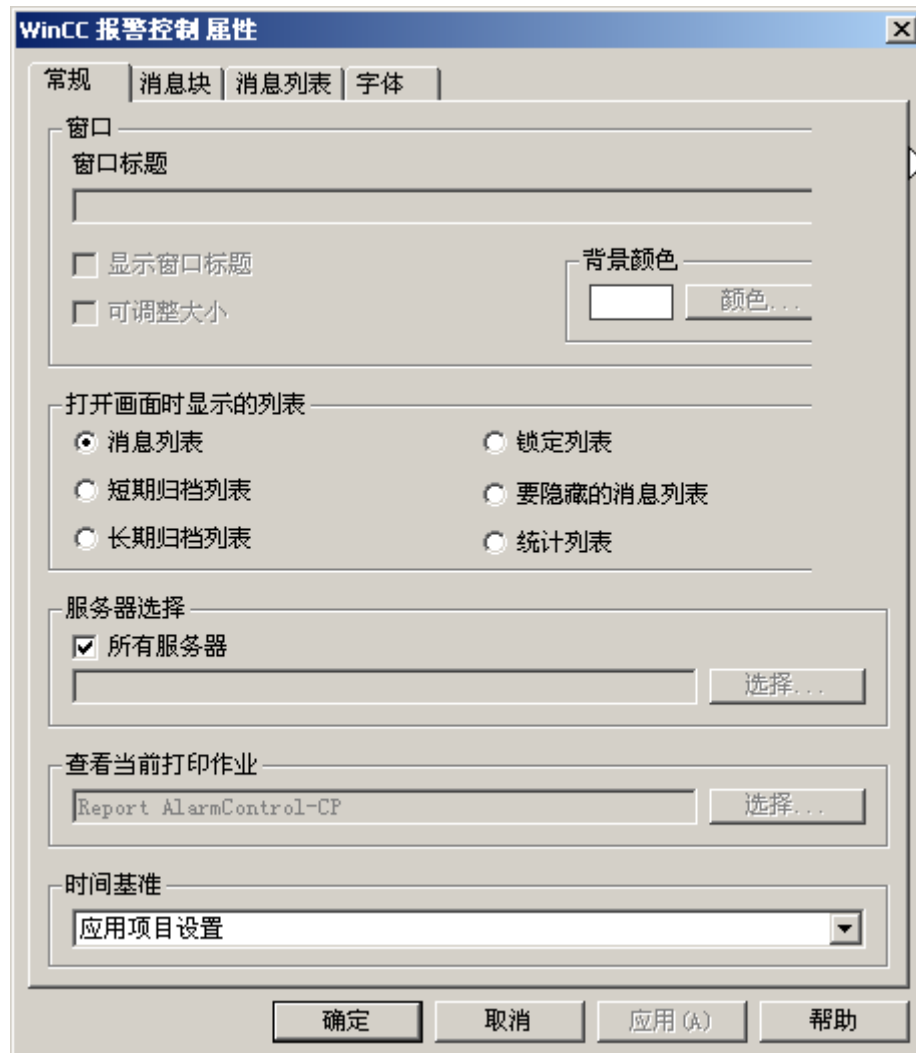 WinCC 报警控制 属性
常规 消息块 消息列表 字体
窗口
窗口标题
显示窗口标题
背景颜色
可调整大小
颜色...
打开画面时显示的列表
消息列表 锁定列表
短期归档列表 要隐藏的消息列表
长期归档列表 统计列表
服务器选择
所有服务器
选择...
查看当前打印作业
Report AlarmControl-CP 选择...
时间基准
应用项目设置
确定 取消 应用(A) 帮助